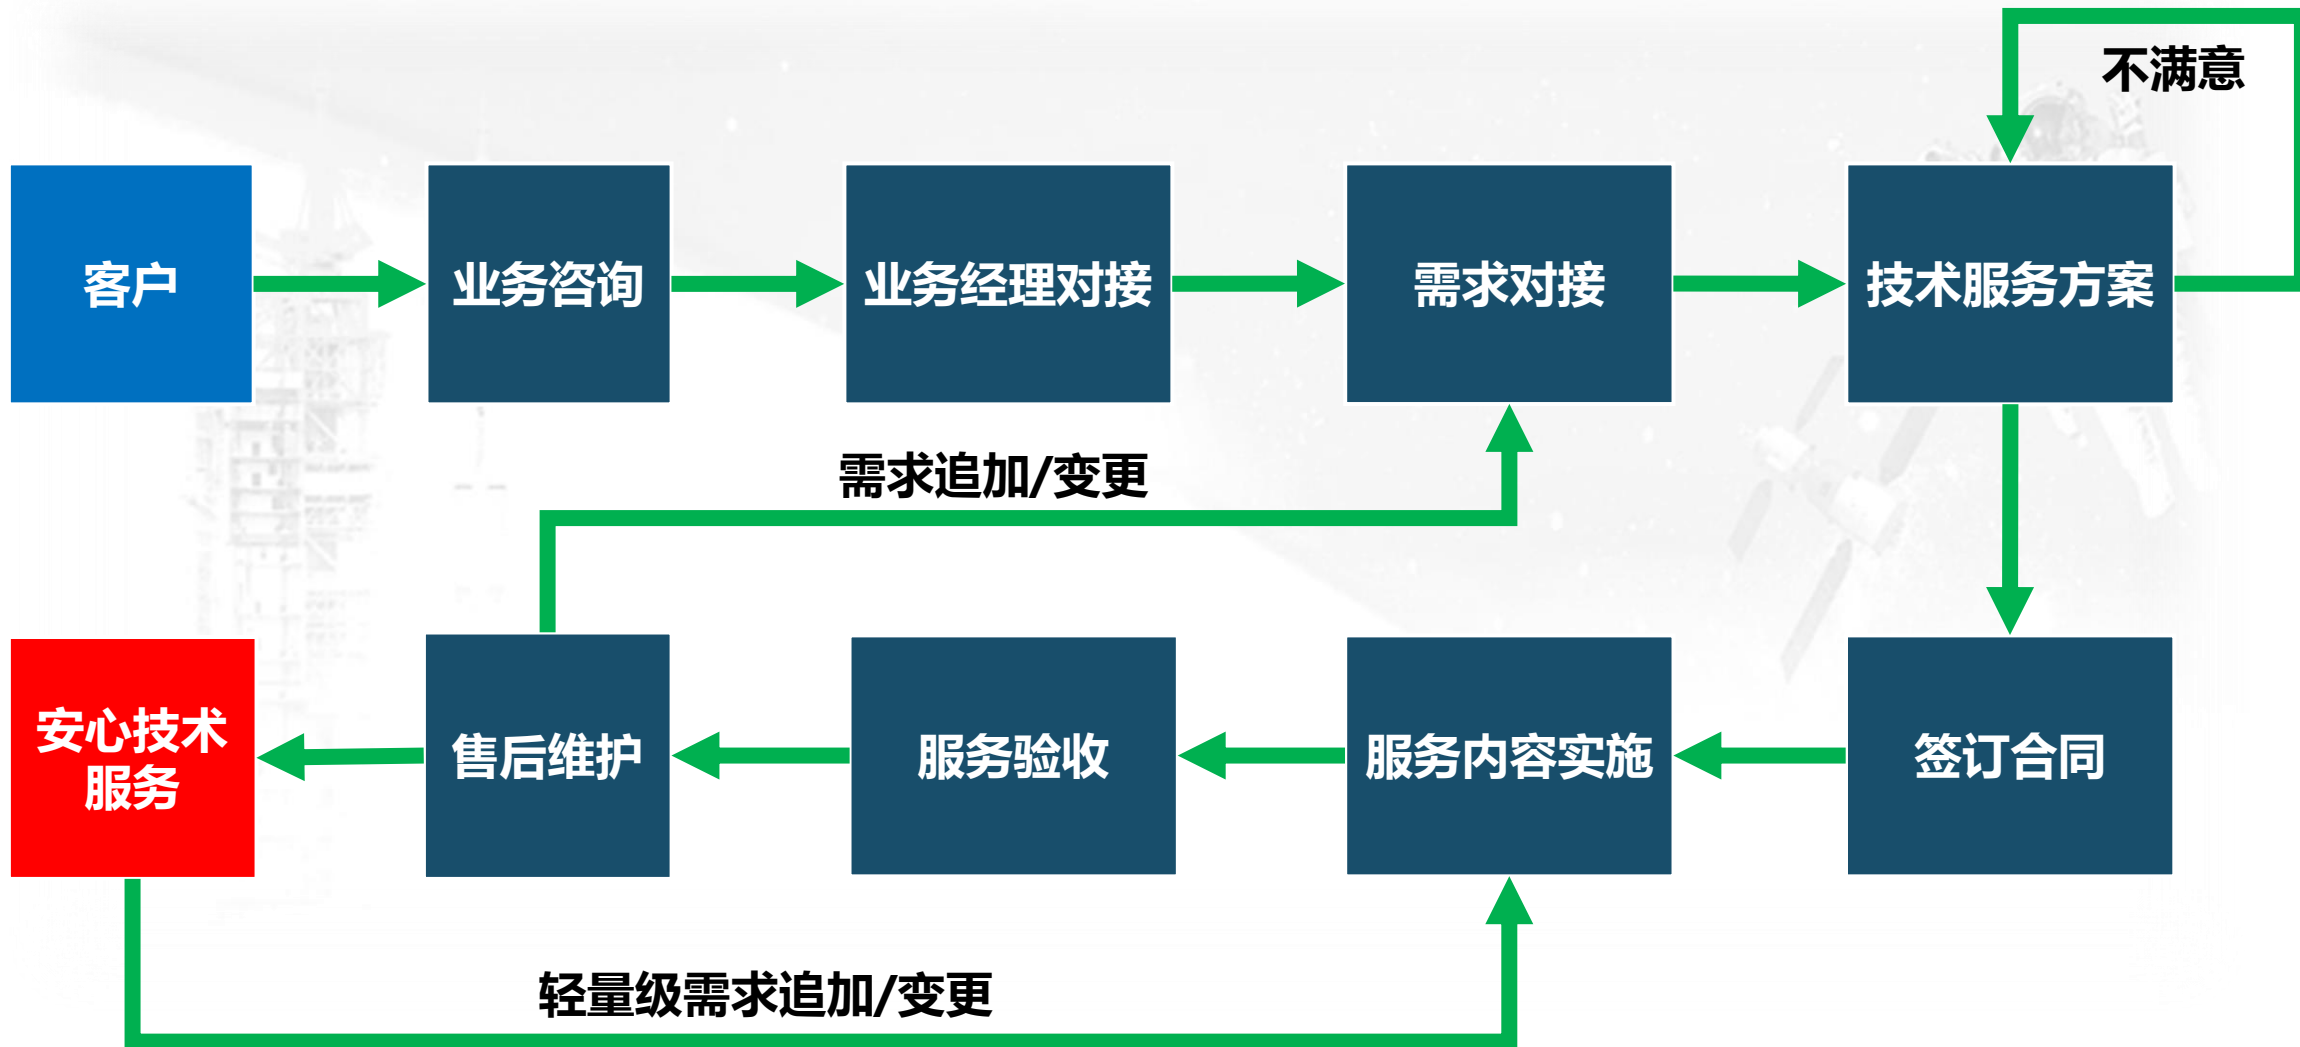 不满意
客户
业务咨询
业务经理对接
需求对接
技术服务方案
需求追加/变更
安心技术
服务
售后维护
服务验收
服务内容实施
签订合同
轻量级需求追加/变更